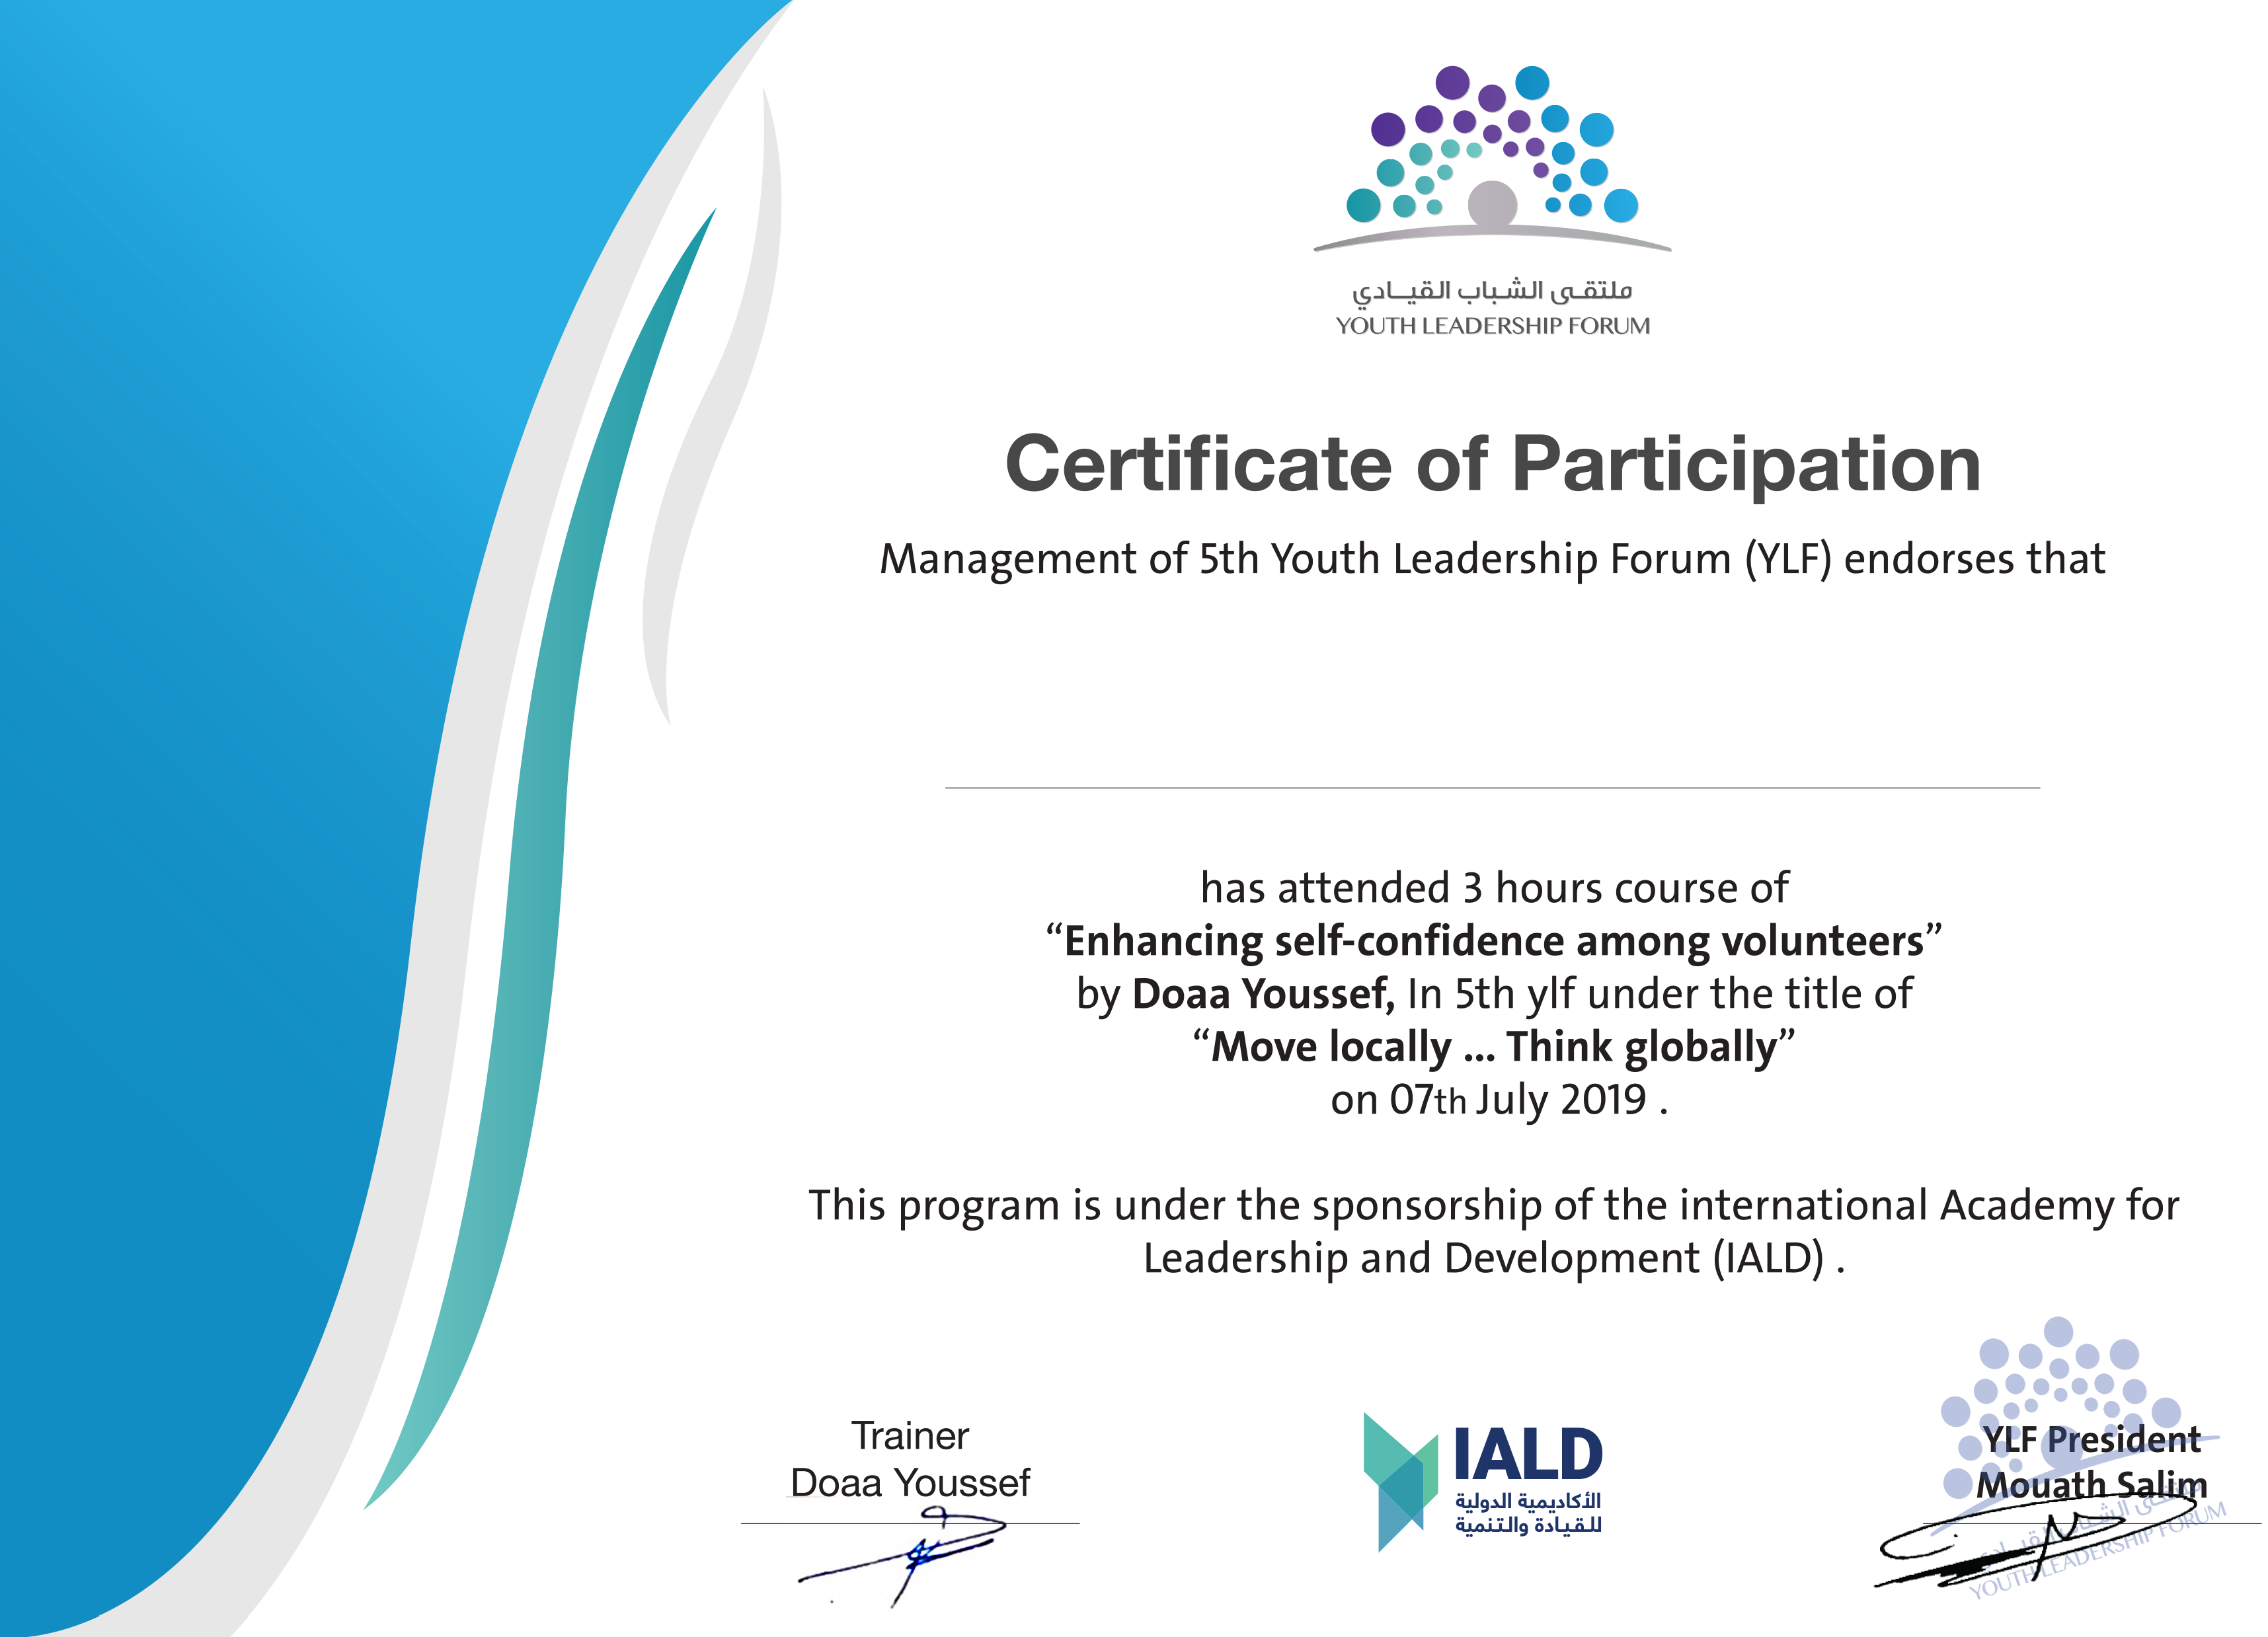 ملتقى الشباب القيادي
YOUTH LEADERSHIP FORUM
Certificate of Participation
Management of 5th Youth Leadership Forum (YLF) endorses that
has attended 3 hours course of
“Enhancing self-confidence among volunteers”
by Doaa Youssef, In 5th ylf under the title of
“Move locally ... Think globally”
on 07th July 2019 .
This program is under the sponsorship of the international Academy for
Leadership and Development (IALD) .
Trainer
Doaa Youssef
IALD
الأكاديمية الدولية
للقيادة والتنمية
YLF President
Mouath Salim
ملتقى الشباب القيادي
YOUTH LEADERSHIP FORUM